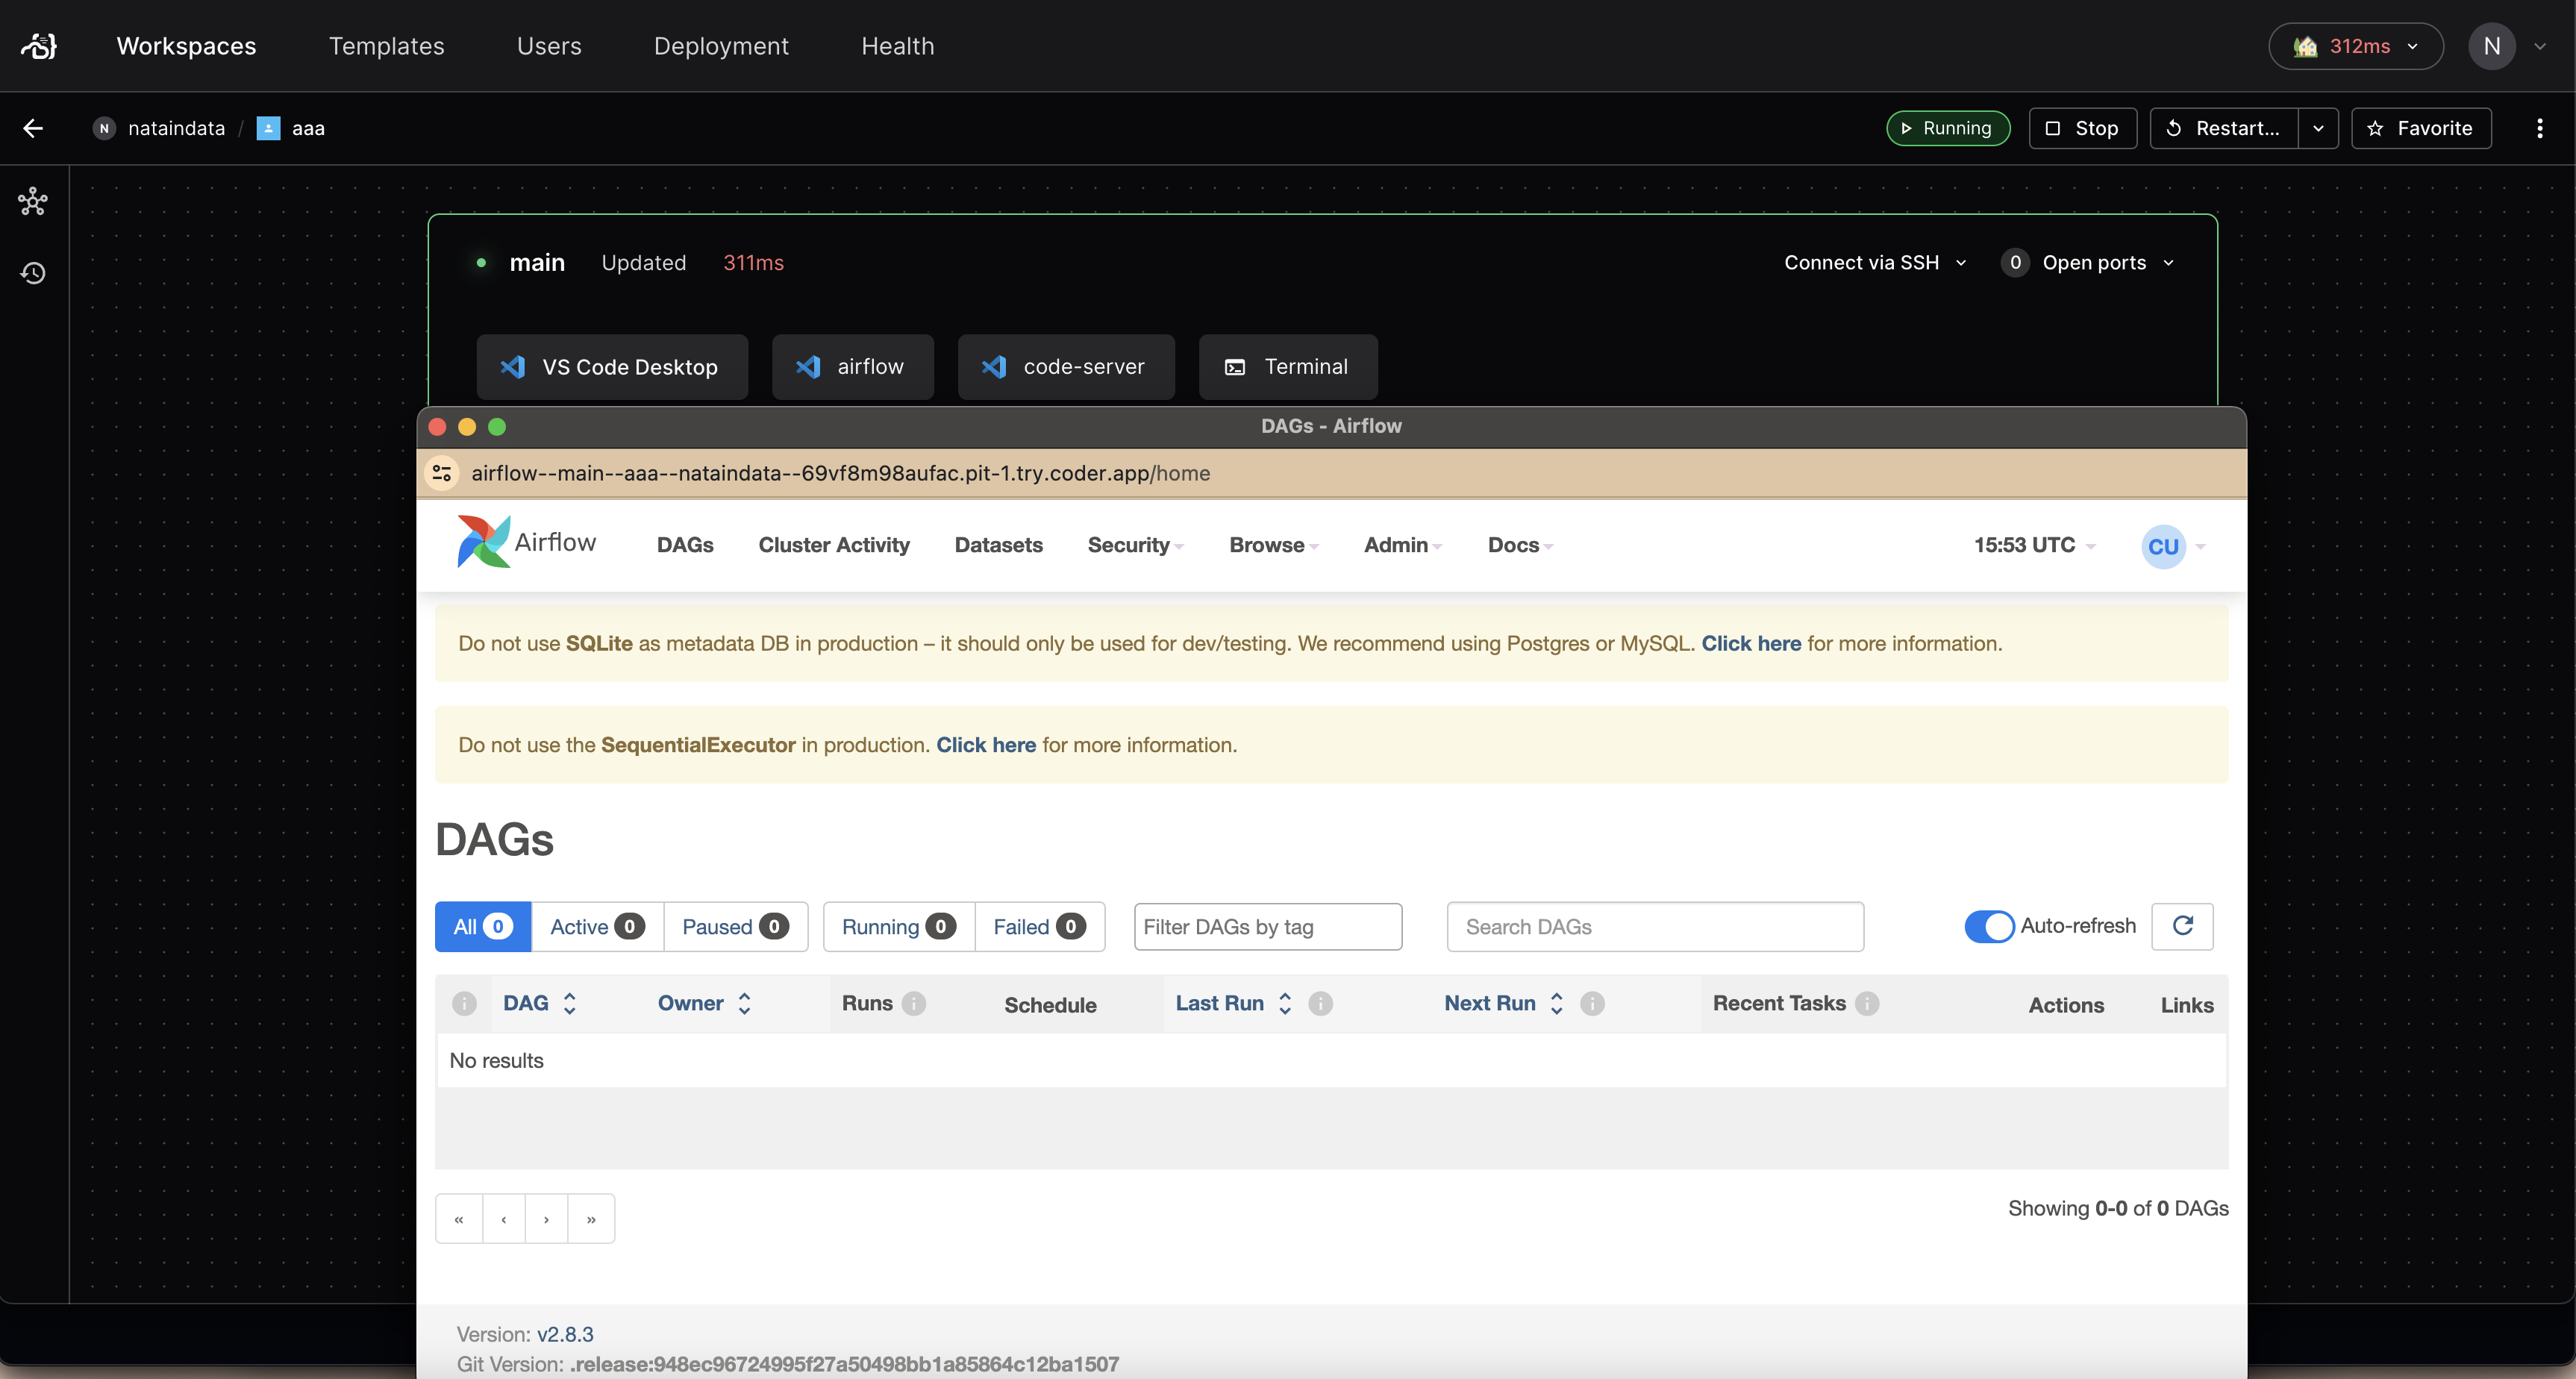 Workspaces Templates Users Deployment Health 312ms N
N nataindata / aaa Running Stop Restart... Favorite
main Updated 311ms Connect via SSH 0 Open ports
VS Code Desktop airflow code-server Terminal
DAGs - Airflow
airflow--main--aaa--nataindata--69vf8m98aufac.pit-1.try.coder.app/home
Airflow DAGs Cluster Activity Datasets Security Browse Admin Docs 15:53 UTC CU
Do not use SQLite as metadata DB in production – it should only be used for dev/testing. We recommend using Postgres or MySQL. Click here for more information.
Do not use the SequentialExecutor in production. Click here for more information.
DAGs
All 0 Active 0 Paused 0 Running 0 Failed 0 Filter DAGs by tag Search DAGs Auto-refresh
i DAG Owner Runs i Schedule Last Run i Next Run i Recent Tasks i Actions Links
No results
« ‹ › » Showing 0-0 of 0 DAGs
Version: v2.8.3
Git Version: .release:948ec96724995f27a50498bb1a85864c12ba1507